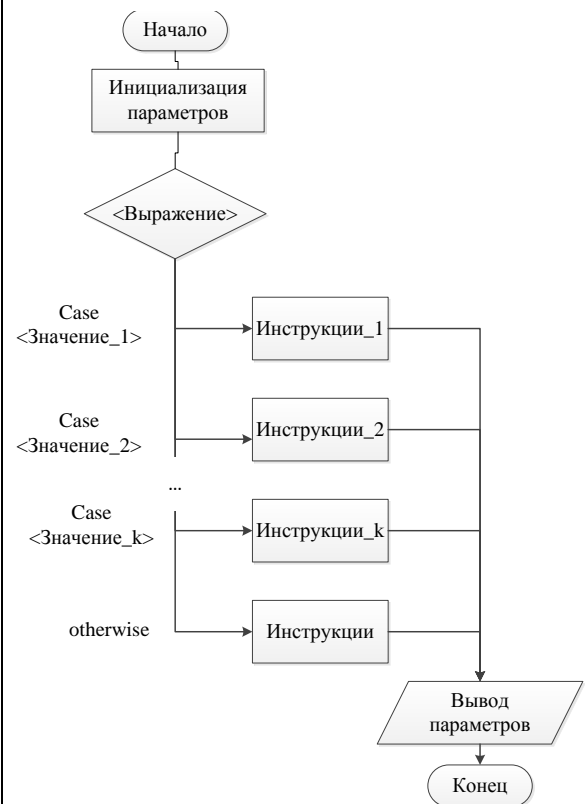 Начало
Инициализация
параметров
<Выражение>
Case
<Значение_1>
Инструкции_1
Case
<Значение_2>
Инструкции_2
...
Case
<Значение_k>
Инструкции_k
otherwise
Инструкции
Вывод
параметров
Конец